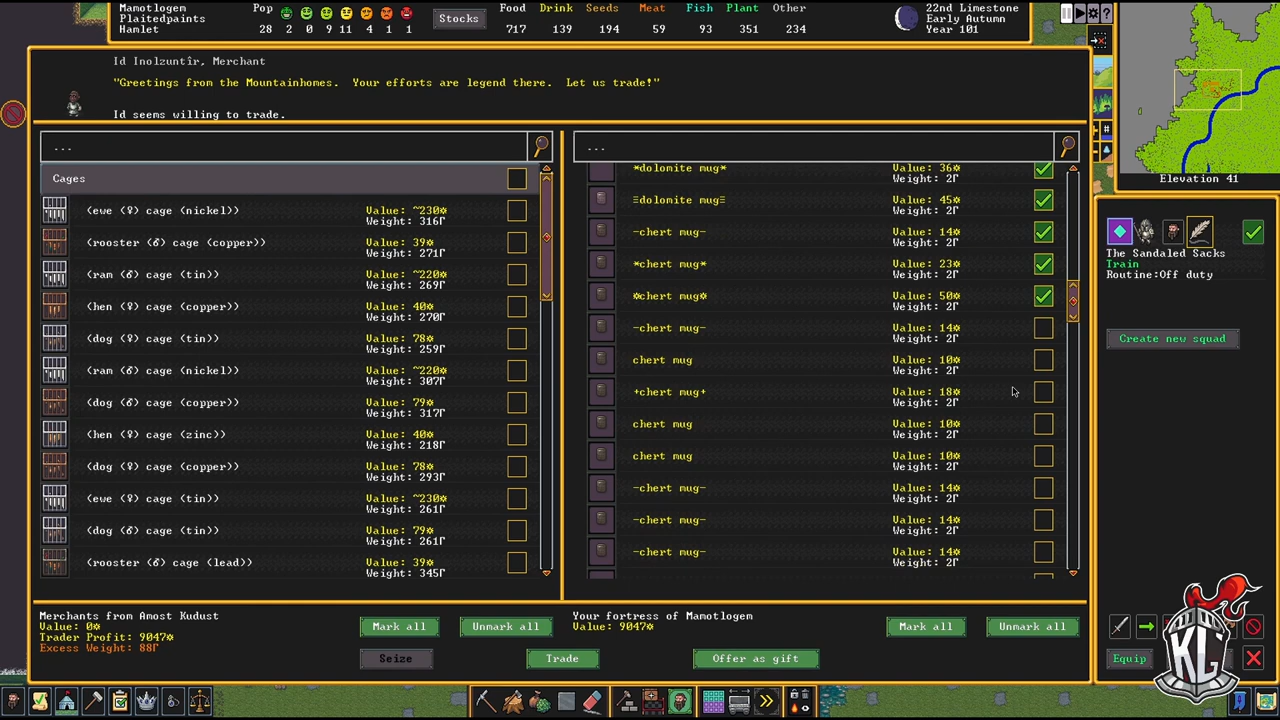 Mamotlogem
Plaitedpaints
Hamlet
Pop
28 2 0 9 11 4 1 1
Stocks
Food Drink Seeds Meat Fish Plant Other
717 139 194 59 93 351 234
22nd Limestone
Early Autumn
Year 101
Elevation 41
Id Inolzuntîr, Merchant
"Greetings from the Mountainhomes.  Your efforts are legend there.  Let us trade!"
Id seems willing to trade.
...
Cages
(ewe (♀) cage (nickel)) Value: ~230☼
Weight: 316Γ
(rooster (♂) cage (copper)) Value: 39☼
Weight: 271Γ
(ram (♂) cage (tin)) Value: ~220☼
Weight: 269Γ
(hen (♀) cage (copper)) Value: 40☼
Weight: 270Γ
(dog (♂) cage (tin)) Value: 78☼
Weight: 259Γ
(ram (♂) cage (nickel)) Value: ~220☼
Weight: 307Γ
(dog (♂) cage (copper)) Value: 79☼
Weight: 317Γ
(hen (♀) cage (zinc)) Value: 40☼
Weight: 218Γ
(dog (♂) cage (copper)) Value: 78☼
Weight: 293Γ
(ewe (♀) cage (tin)) Value: ~230☼
Weight: 261Γ
(dog (♂) cage (tin)) Value: 79☼
Weight: 261Γ
(rooster (♂) cage (lead)) Value: 39☼
Weight: 345Γ
...
*dolomite mug* Value: 36☼
Weight: 2Γ
≡dolomite mug≡ Value: 45☼
Weight: 2Γ
-chert mug- Value: 14☼
Weight: 2Γ
*chert mug* Value: 23☼
Weight: 2Γ
☼chert mug☼ Value: 50☼
Weight: 2Γ
-chert mug- Value: 14☼
Weight: 2Γ
chert mug Value: 10☼
Weight: 2Γ
+chert mug+ Value: 18☼
Weight: 2Γ
chert mug Value: 10☼
Weight: 2Γ
chert mug Value: 10☼
Weight: 2Γ
-chert mug- Value: 14☼
Weight: 2Γ
-chert mug- Value: 14☼
Weight: 2Γ
-chert mug- Value: 14☼
Weight: 2Γ
Merchants from Amost Kudust
Value: 0☼
Trader Profit: 9047☼
Excess Weight: 88Γ
Mark all
Unmark all
Seize
Trade
Your fortress of Mamotlogem
Value: 9047☼
Mark all
Unmark all
Offer as gift
The Sandaled Sacks
Train
Routine:Off duty
Create new squad
Equip
KL